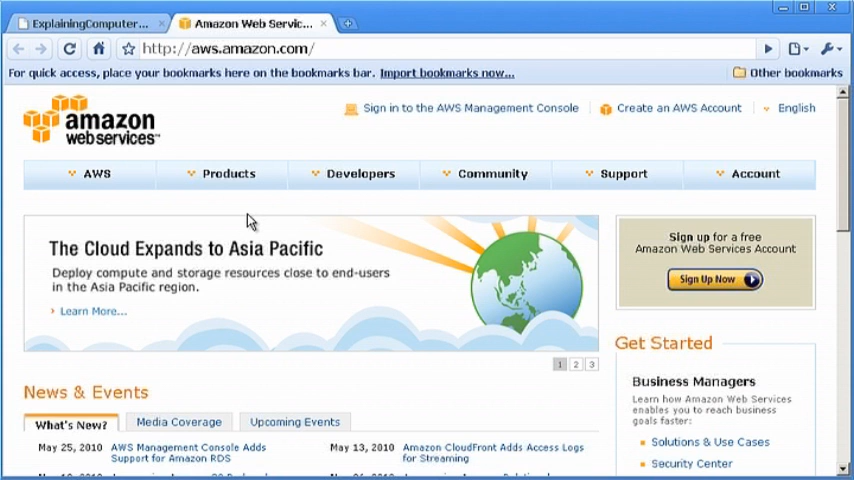 ExplainingComputer...
Amazon Web Servic...
http://aws.amazon.com/
For quick access, place your bookmarks here on the bookmarks bar. Import bookmarks now...
Other bookmarks
amazon
webservices™
Sign in to the AWS Management Console
Create an AWS Account
English
AWS
Products
Developers
Community
Support
Account
The Cloud Expands to Asia Pacific
Deploy compute and storage resources close to end-users
in the Asia Pacific region.
Learn More...
1 2 3
Sign up for a free
Amazon Web Services Account
Sign Up Now
Get Started
Business Managers
Learn how Amazon Web Services
enables you to reach business
goals faster:
Solutions & Use Cases
Security Center
News & Events
What's New?
Media Coverage
Upcoming Events
May 25, 2010 AWS Management Console Adds
Support for Amazon RDS
May 13, 2010 Amazon CloudFront Adds Access Logs
for Streaming